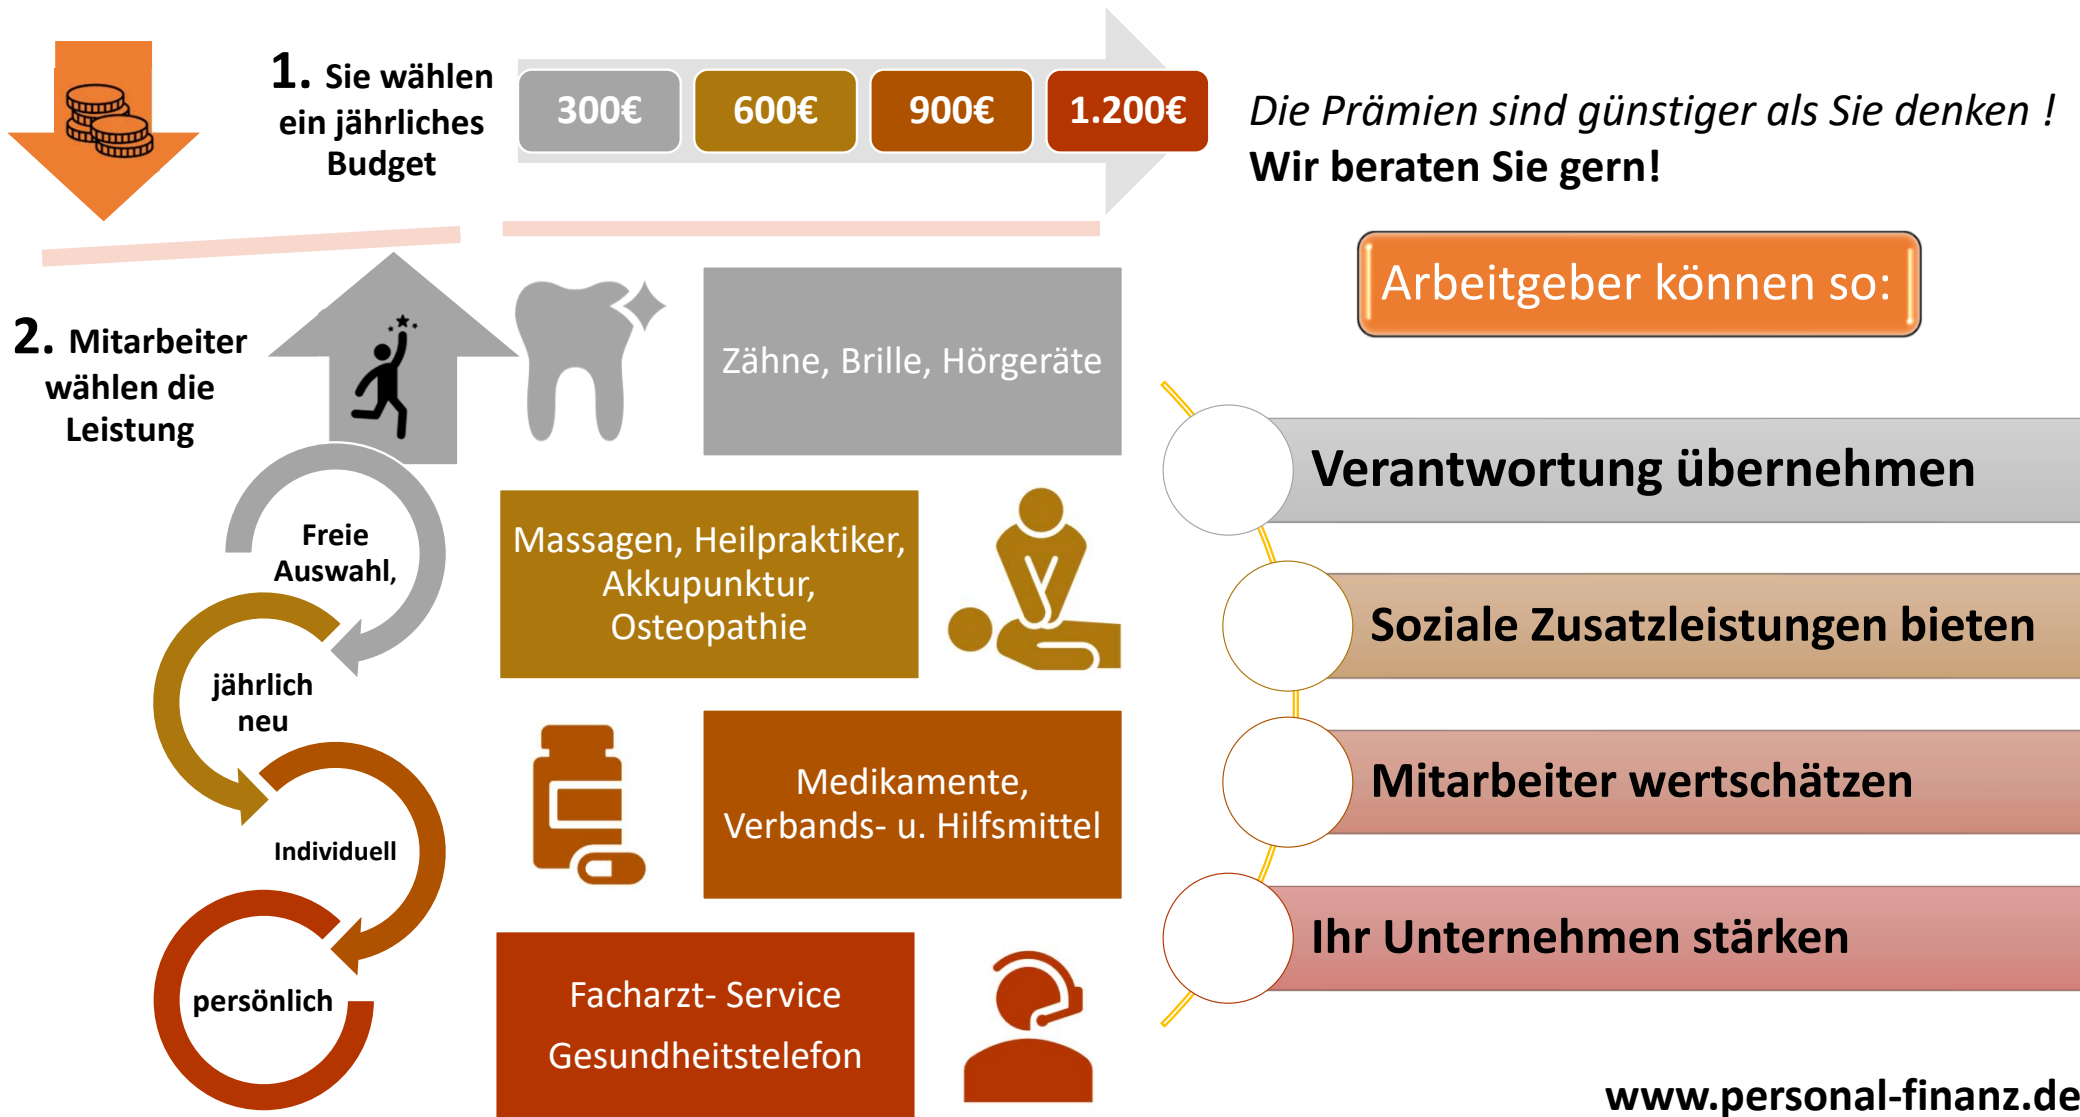 1. Sie wählen
ein jährliches
Budget
300€
600€
900€
1.200€
Die Prämien sind günstiger als Sie denken !
Wir beraten Sie gern!
2. Mitarbeiter
wählen die
Leistung
Freie
Auswahl,
jährlich
neu
Individuell
persönlich
Zähne, Brille, Hörgeräte
Massagen, Heilpraktiker,
Akkupunktur,
Osteopathie
Medikamente,
Verbands- u. Hilfsmittel
Facharzt- Service
Gesundheitstelefon
Arbeitgeber können so:
Verantwortung übernehmen
Soziale Zusatzleistungen bieten
Mitarbeiter wertschätzen
Ihr Unternehmen stärken
www.personal-finanz.de